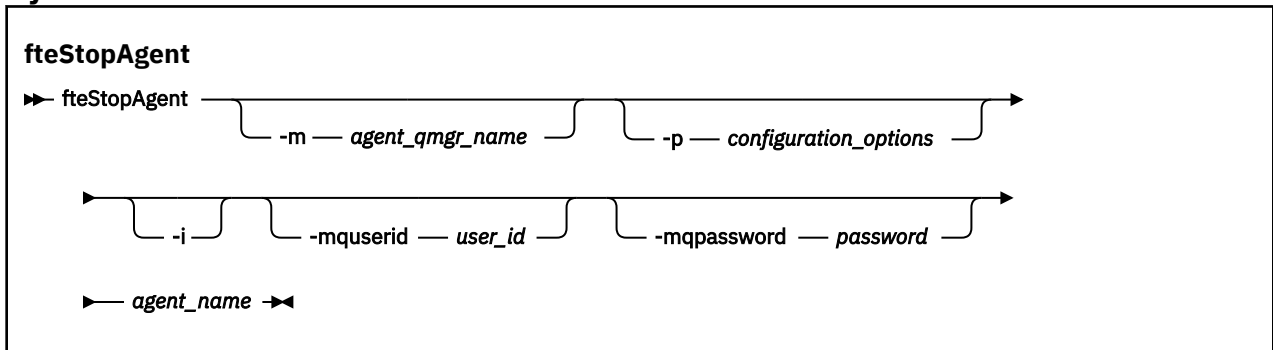 fteStopAgent
fteStopAgent
-m agent_qmgr_name -p configuration_options
-i -mquserid user_id -mqpassword password
agent_name